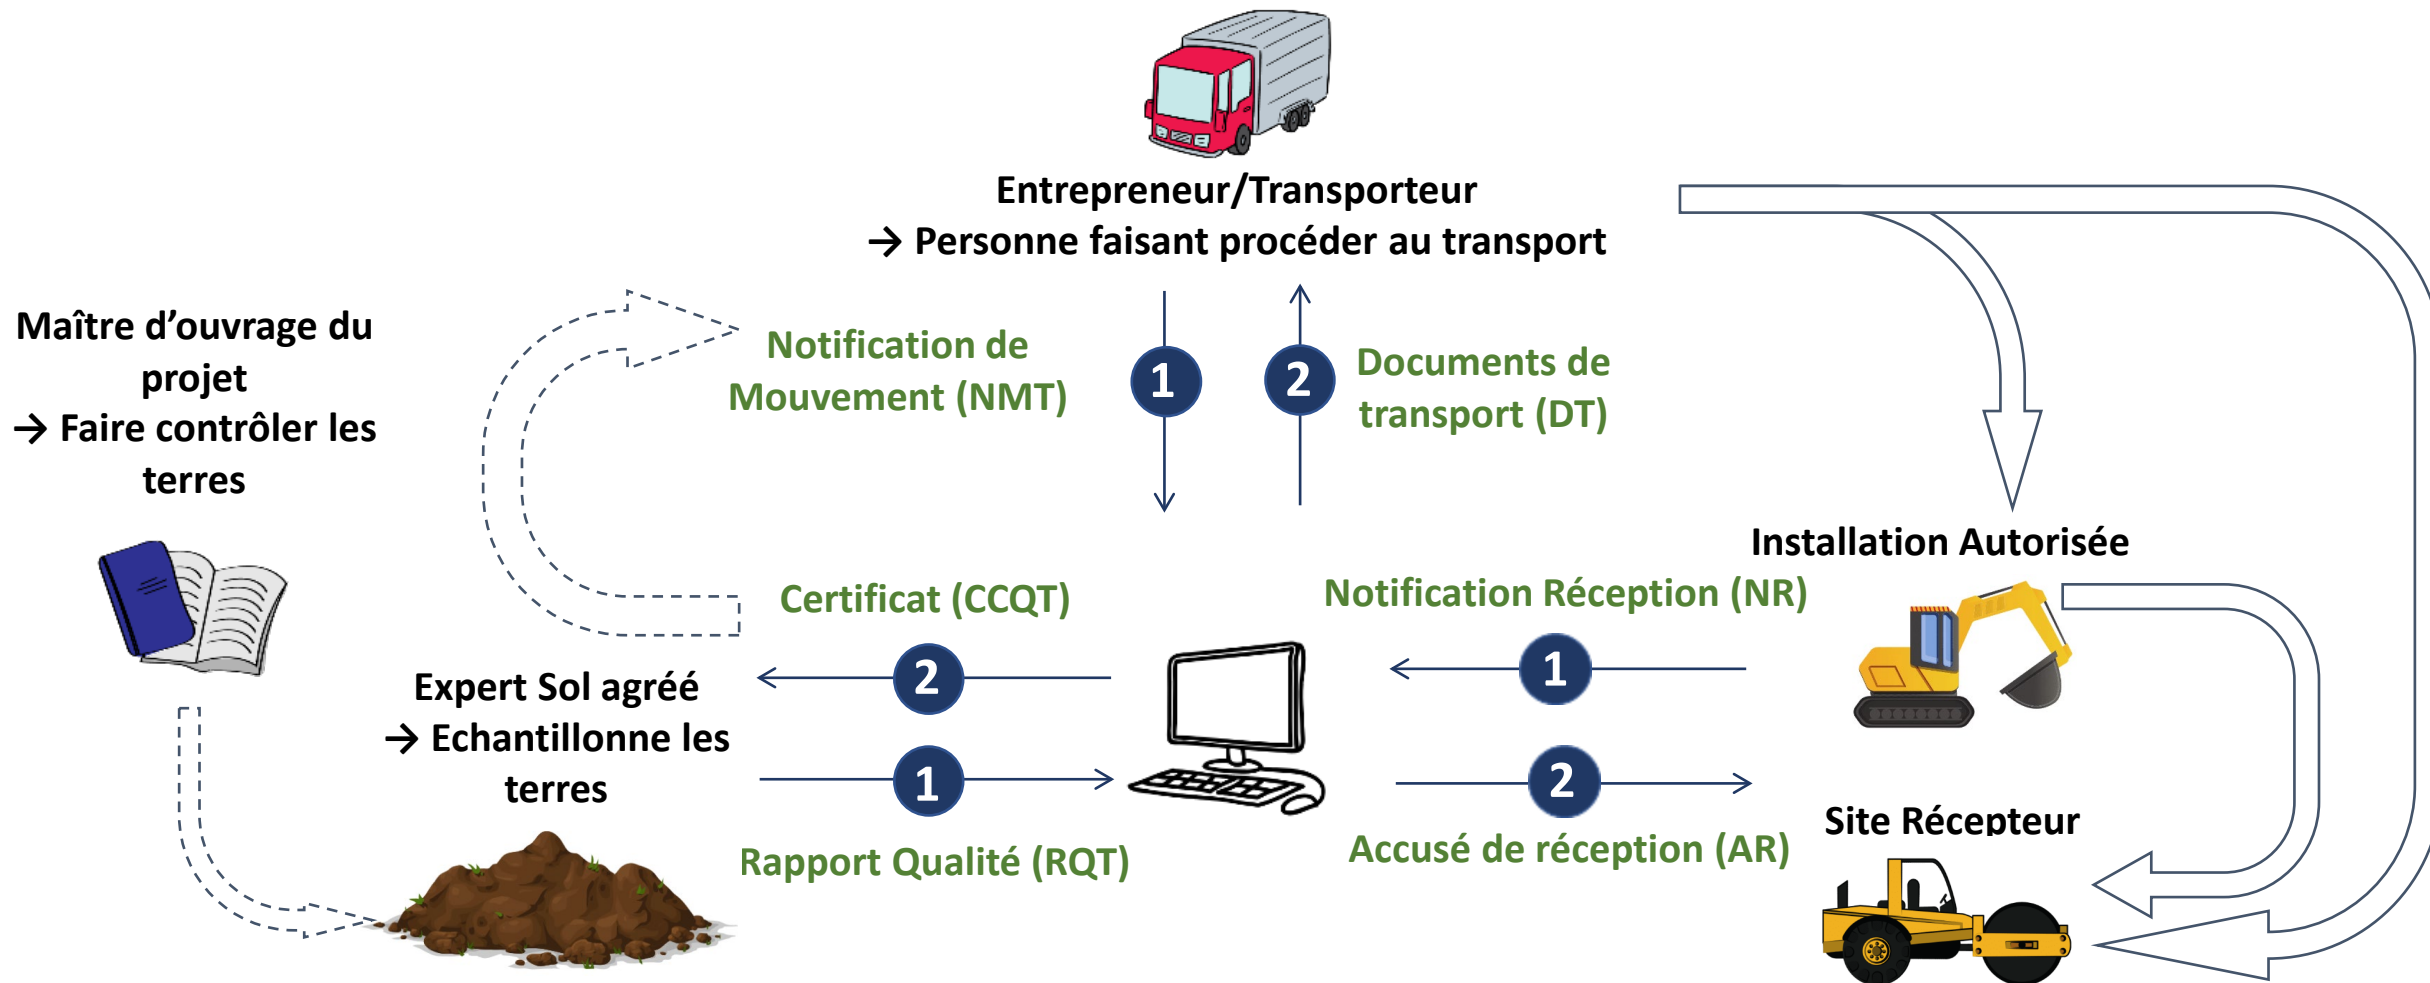 Entrepreneur/Transporteur
→ Personne faisant procéder au transport
Maître d’ouvrage du
projet
→ Faire contrôler les
terres
Notification de
Mouvement (NMT)
1
2
Documents de
transport (DT)
Installation Autorisée
Certificat (CCQT)
Notification Réception (NR)
2
1
Expert Sol agréé
→ Echantillonne les
terres
1
2
Rapport Qualité (RQT)
Accusé de réception (AR)
Site Récepteur